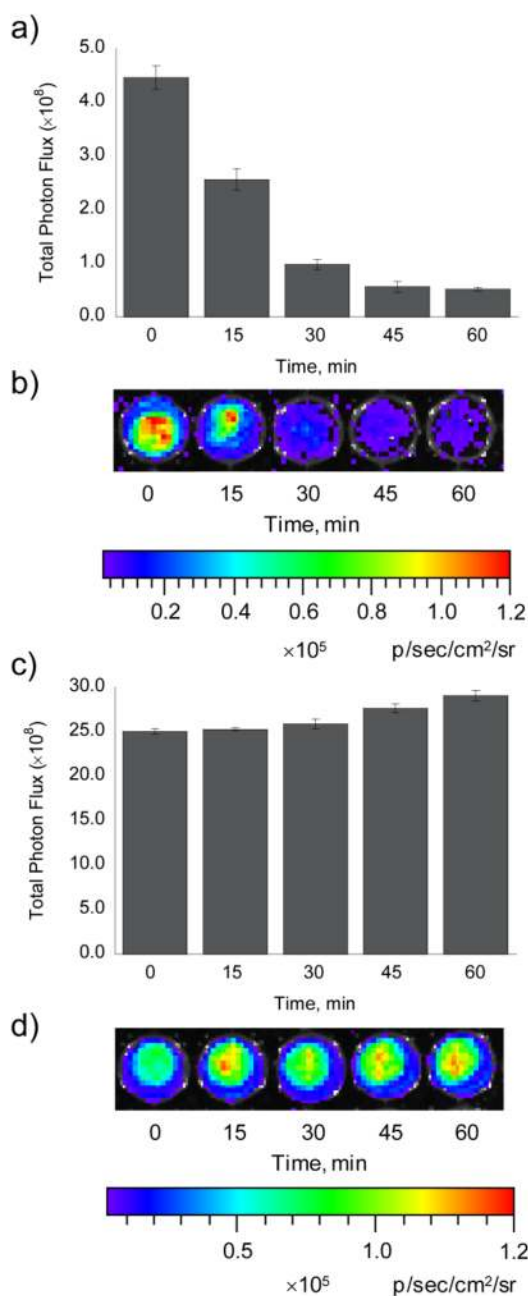 a)
5.0
4.0
3.0
2.0
1.0
0.0
Total Photon Flux (×10⁸)
0 15 30 45 60
Time, min
b)
0 15 30 45 60
Time, min
0.2 0.4 0.6 0.8 1.0 1.2
×10⁵ p/sec/cm²/sr
c)
30.0
25.0
20.0
15.0
10.0
5.0
0.0
Total Photon Flux (×10⁸)
0 15 30 45 60
Time, min
d)
0 15 30 45 60
Time, min
0.5 1.0 1.2
×10⁵ p/sec/cm²/sr